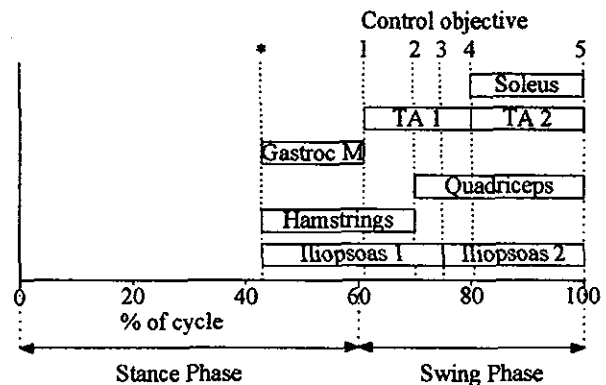 Control objective
* 1 2 3 4 5
Soleus
TA 1 TA 2
Gastroc M
Quadriceps
Hamstrings
Iliopsoas 1 Iliopsoas 2
0 20 40 60 80 100
% of cycle
Stance Phase Swing Phase